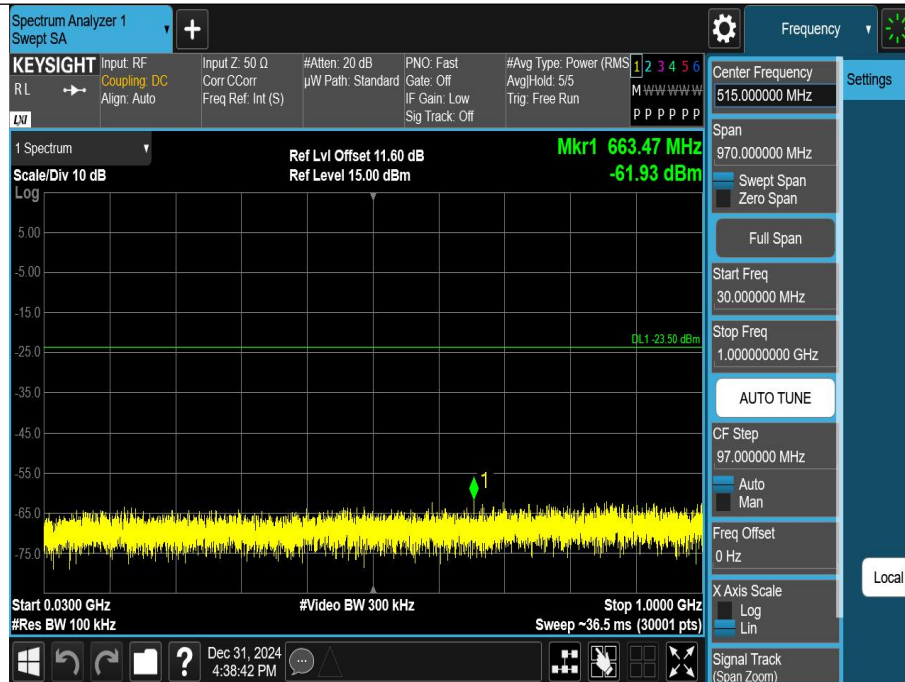 Spectrum Analyzer 1
Swept SA
Frequency
KEYSIGHT
RL
LXI
Input: RF
Coupling: DC
Align: Auto
Input Z: 50 Ω
Corr CCorr
Freq Ref: Int (S)
#Atten: 20 dB
µW Path: Standard
PNO: Fast
Gate: Off
IF Gain: Low
Sig Track: Off
#Avg Type: Power (RMS
Avg|Hold: 5/5
Trig: Free Run
1 2 3 4 5 6
M W W W W W
P P P P P P
1 Spectrum
Scale/Div 10 dB
Ref Lvl Offset 11.60 dB
Ref Level 15.00 dBm
Mkr1 663.47 MHz
-61.93 dBm
Log
5.00
-5.00
-15.0
DL1 -23.50 dBm
-25.0
-35.0
-45.0
-55.0
1
-65.0
-75.0
Start 0.0300 GHz
#Res BW 100 kHz
#Video BW 300 kHz
Stop 1.0000 GHz
Sweep ~36.5 ms (30001 pts)
Center Frequency
515.000000 MHz
Settings
Span
970.000000 MHz
Swept Span
Zero Span
Full Span
Start Freq
30.000000 MHz
Stop Freq
1.000000000 GHz
AUTO TUNE
CF Step
97.000000 MHz
Auto
Man
Freq Offset
0 Hz
Local
X Axis Scale
Log
Lin
Signal Track
(Span Zoom)
?
Dec 31, 2024
4:38:42 PM